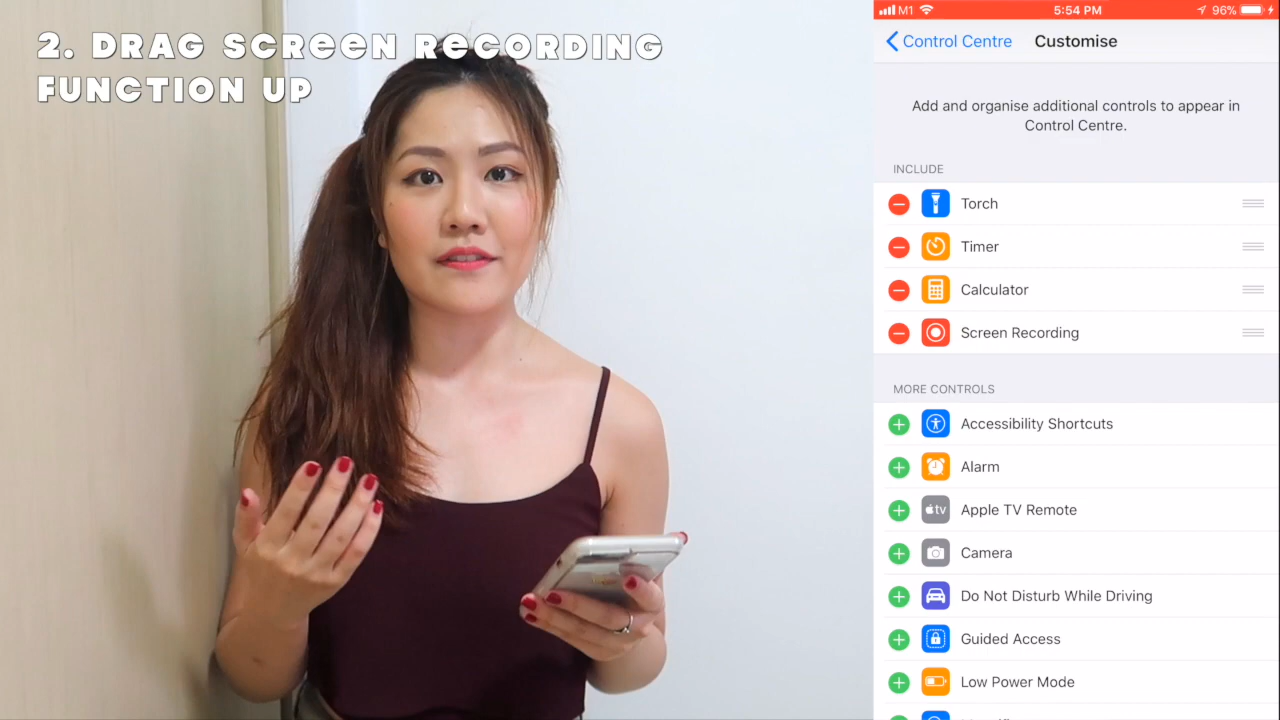 2. DRAG SCREEN RECORDING
FUNCTION UP
M1
5:54 PM
96%
Control Centre
Customise
Add and organise additional controls to appear in
Control Centre.
INCLUDE
Torch
Timer
Calculator
Screen Recording
MORE CONTROLS
Accessibility Shortcuts
Alarm
tv
Apple TV Remote
Camera
Do Not Disturb While Driving
Guided Access
Low Power Mode